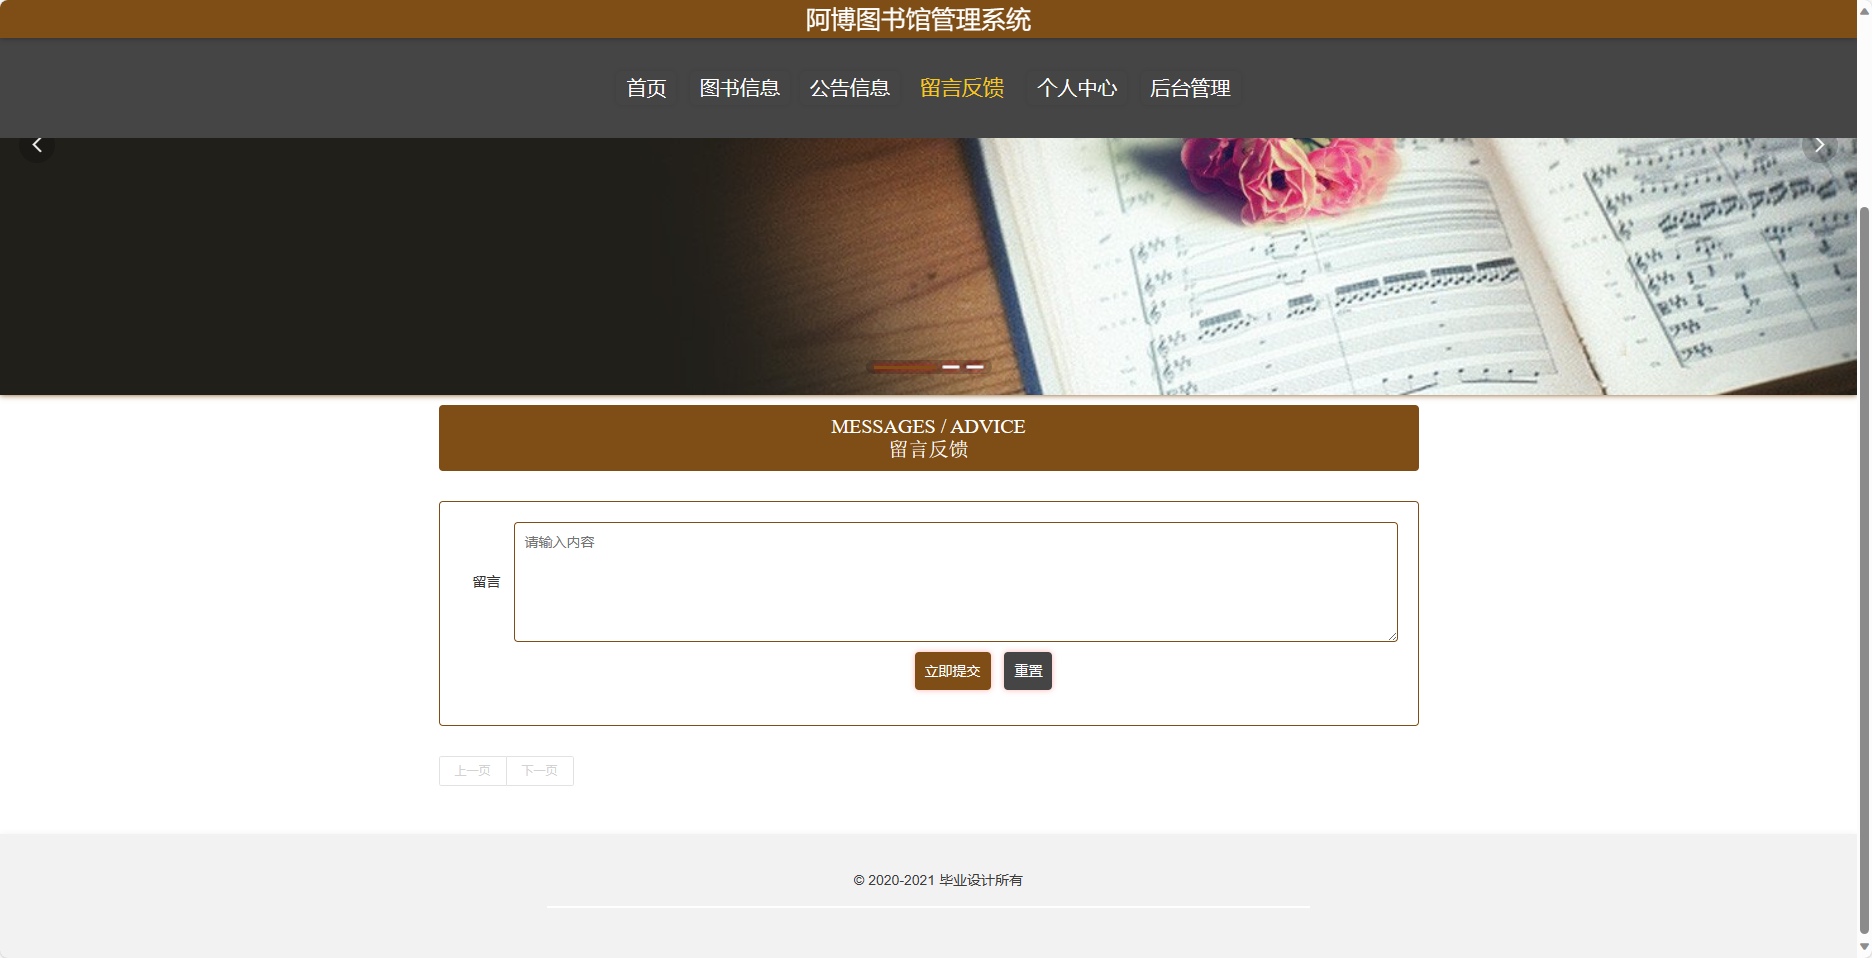 阿博图书馆管理系统
首页 图书信息 公告信息 留言反馈 个人中心 后台管理
MESSAGES / ADVICE
留言反馈
请输入内容
留言
立即提交 重置
上一页 下一页
© 2020-2021 毕业设计所有